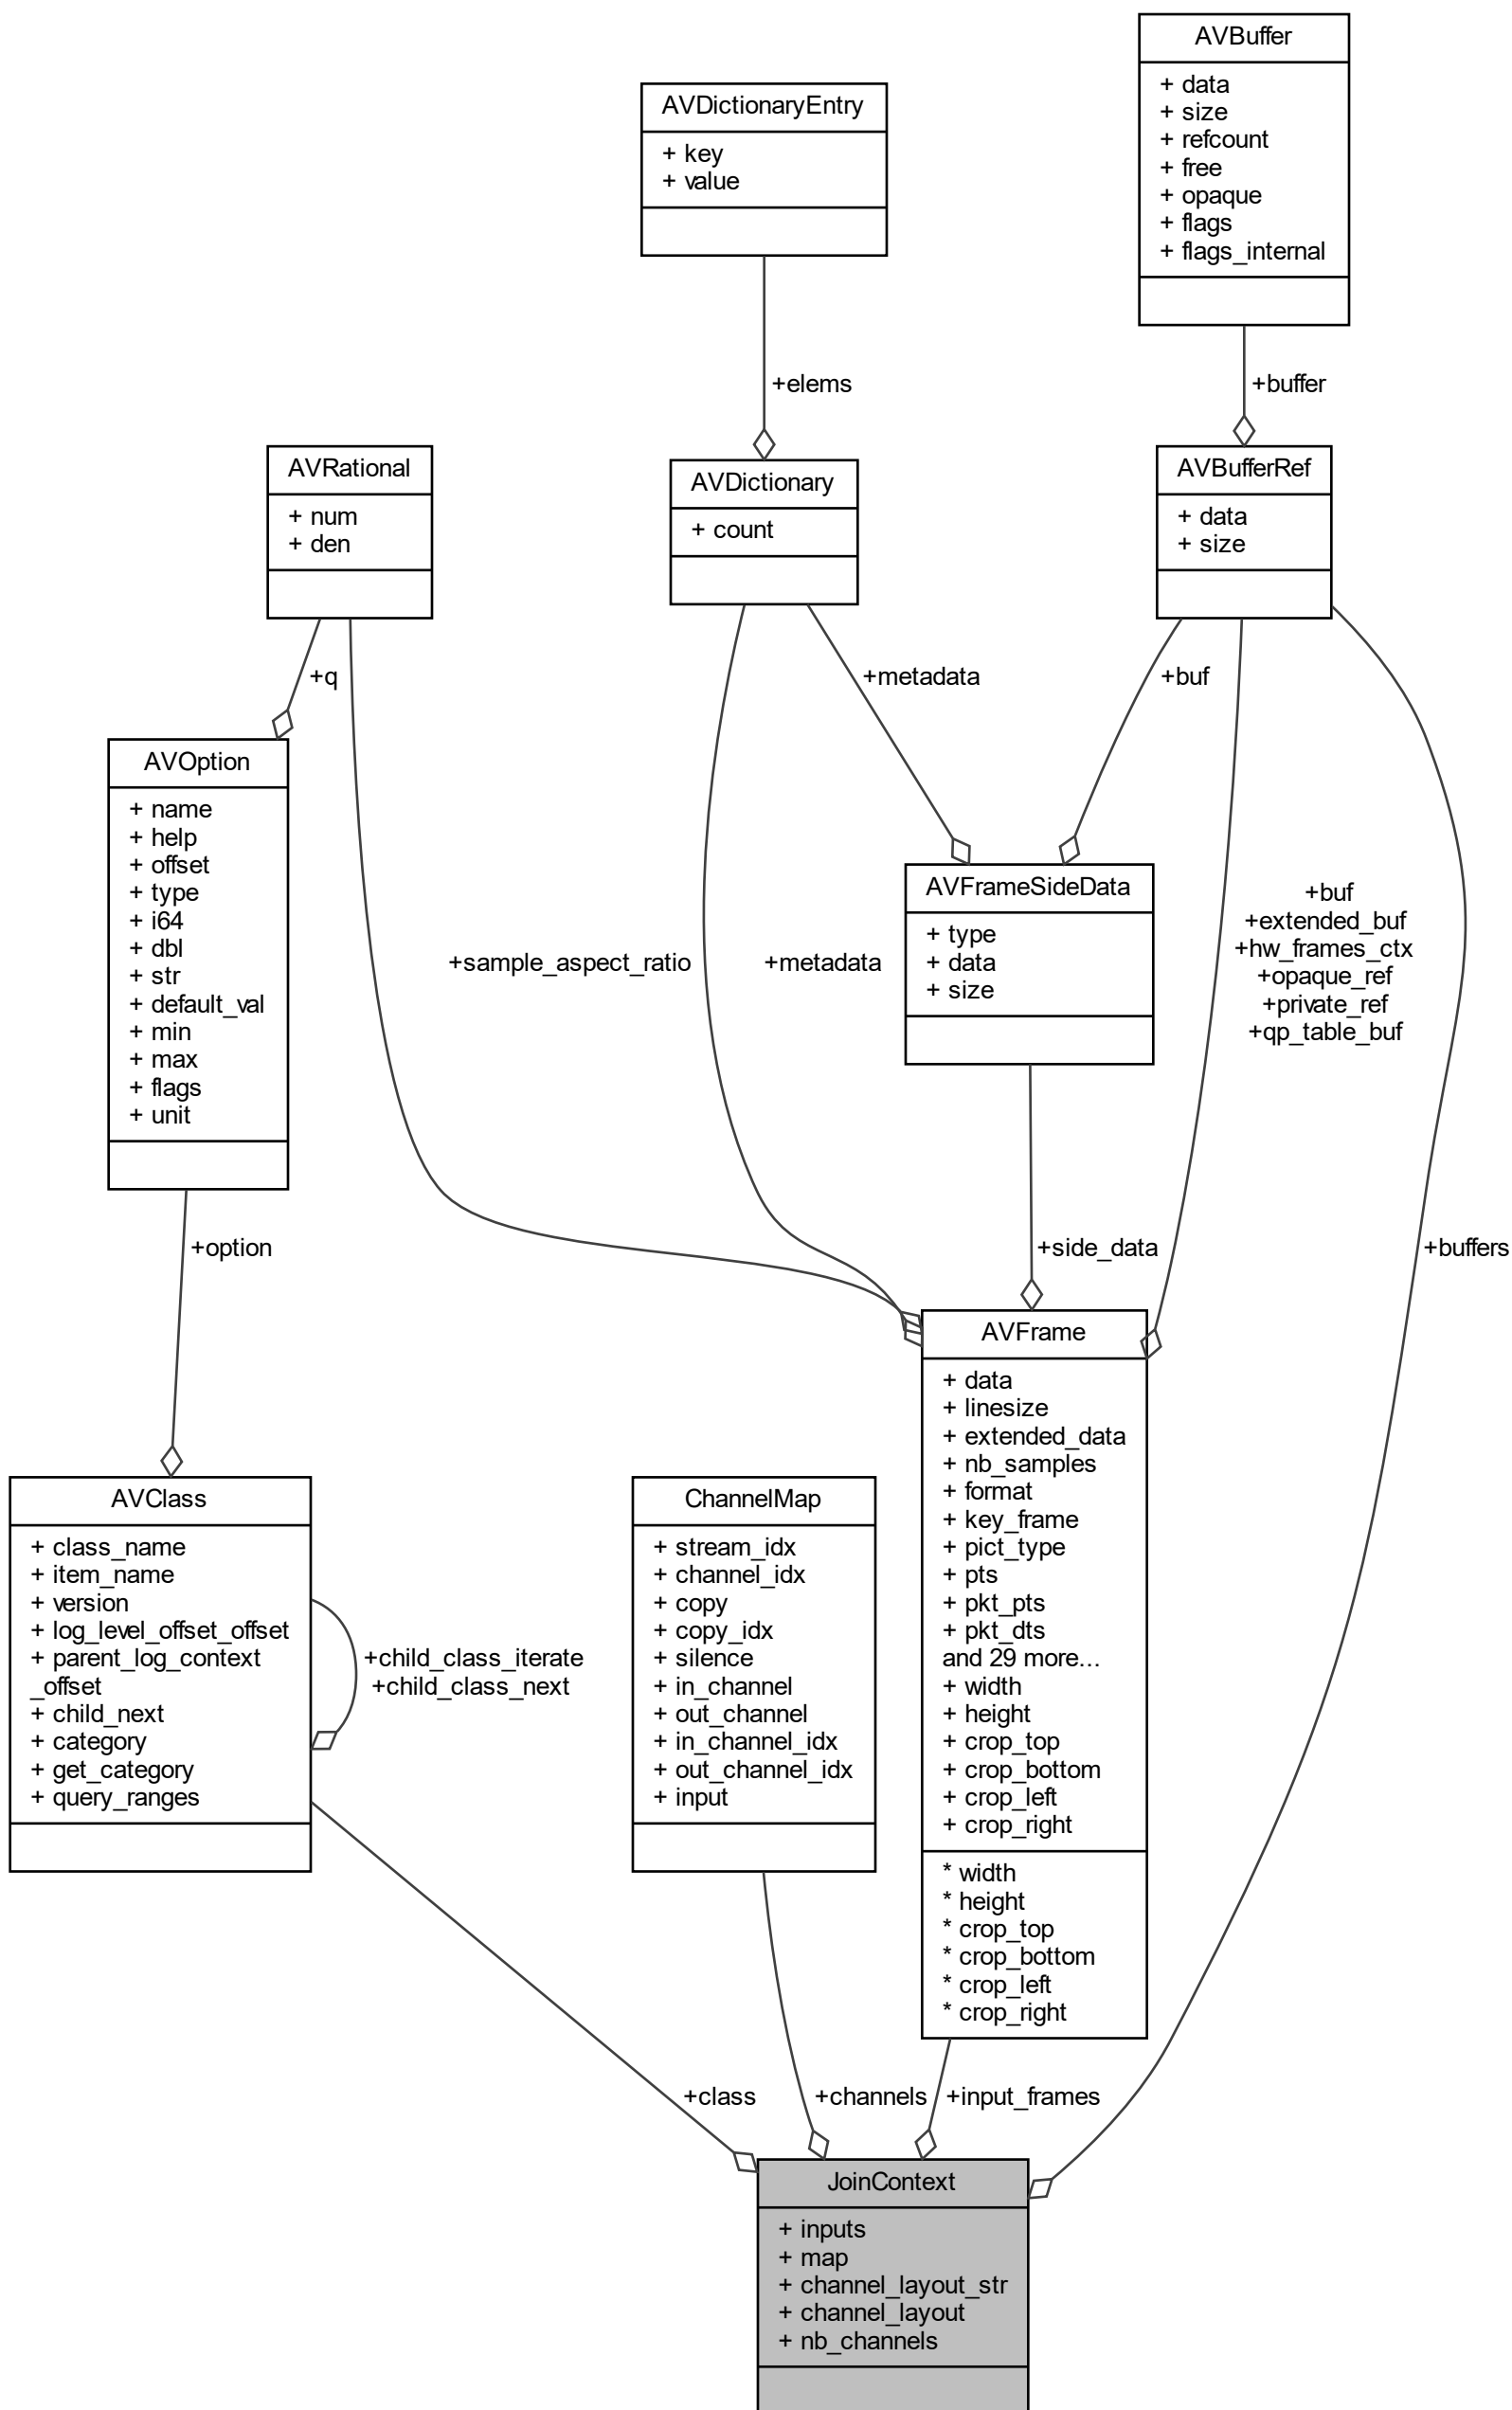 AVBuffer
+ data
+ size
+ refcount
+ free
+ opaque
+ flags
+ flags_internal
AVDictionaryEntry
+ key
+ value
+elems
+buffer
AVRational
+ num
+ den
AVDictionary
+ count
AVBufferRef
+ data
+ size
+q
+metadata
+buf
AVOption
+ name
+ help
+ offset
+ type
+ i64
+ dbl
+ str
+ default_val
+ min
+ max
+ flags
+ unit
AVFrameSideData
+ type
+ data
+ size
+sample_aspect_ratio
+metadata
+buf
+extended_buf
+hw_frames_ctx
+opaque_ref
+private_ref
+qp_table_buf
+option
+side_data
+buffers
AVFrame
+ data
+ linesize
+ extended_data
+ nb_samples
+ format
+ key_frame
+ pict_type
+ pts
+ pkt_pts
+ pkt_dts
and 29 more...
+ width
+ height
+ crop_top
+ crop_bottom
+ crop_left
+ crop_right
* width
* height
* crop_top
* crop_bottom
* crop_left
* crop_right
AVClass
+ class_name
+ item_name
+ version
+ log_level_offset_offset
+ parent_log_context
_offset
+ child_next
+ category
+ get_category
+ query_ranges
+child_class_iterate
+child_class_next
ChannelMap
+ stream_idx
+ channel_idx
+ copy
+ copy_idx
+ silence
+ in_channel
+ out_channel
+ in_channel_idx
+ out_channel_idx
+ input
+class
+channels
+input_frames
JoinContext
+ inputs
+ map
+ channel_layout_str
+ channel_layout
+ nb_channels